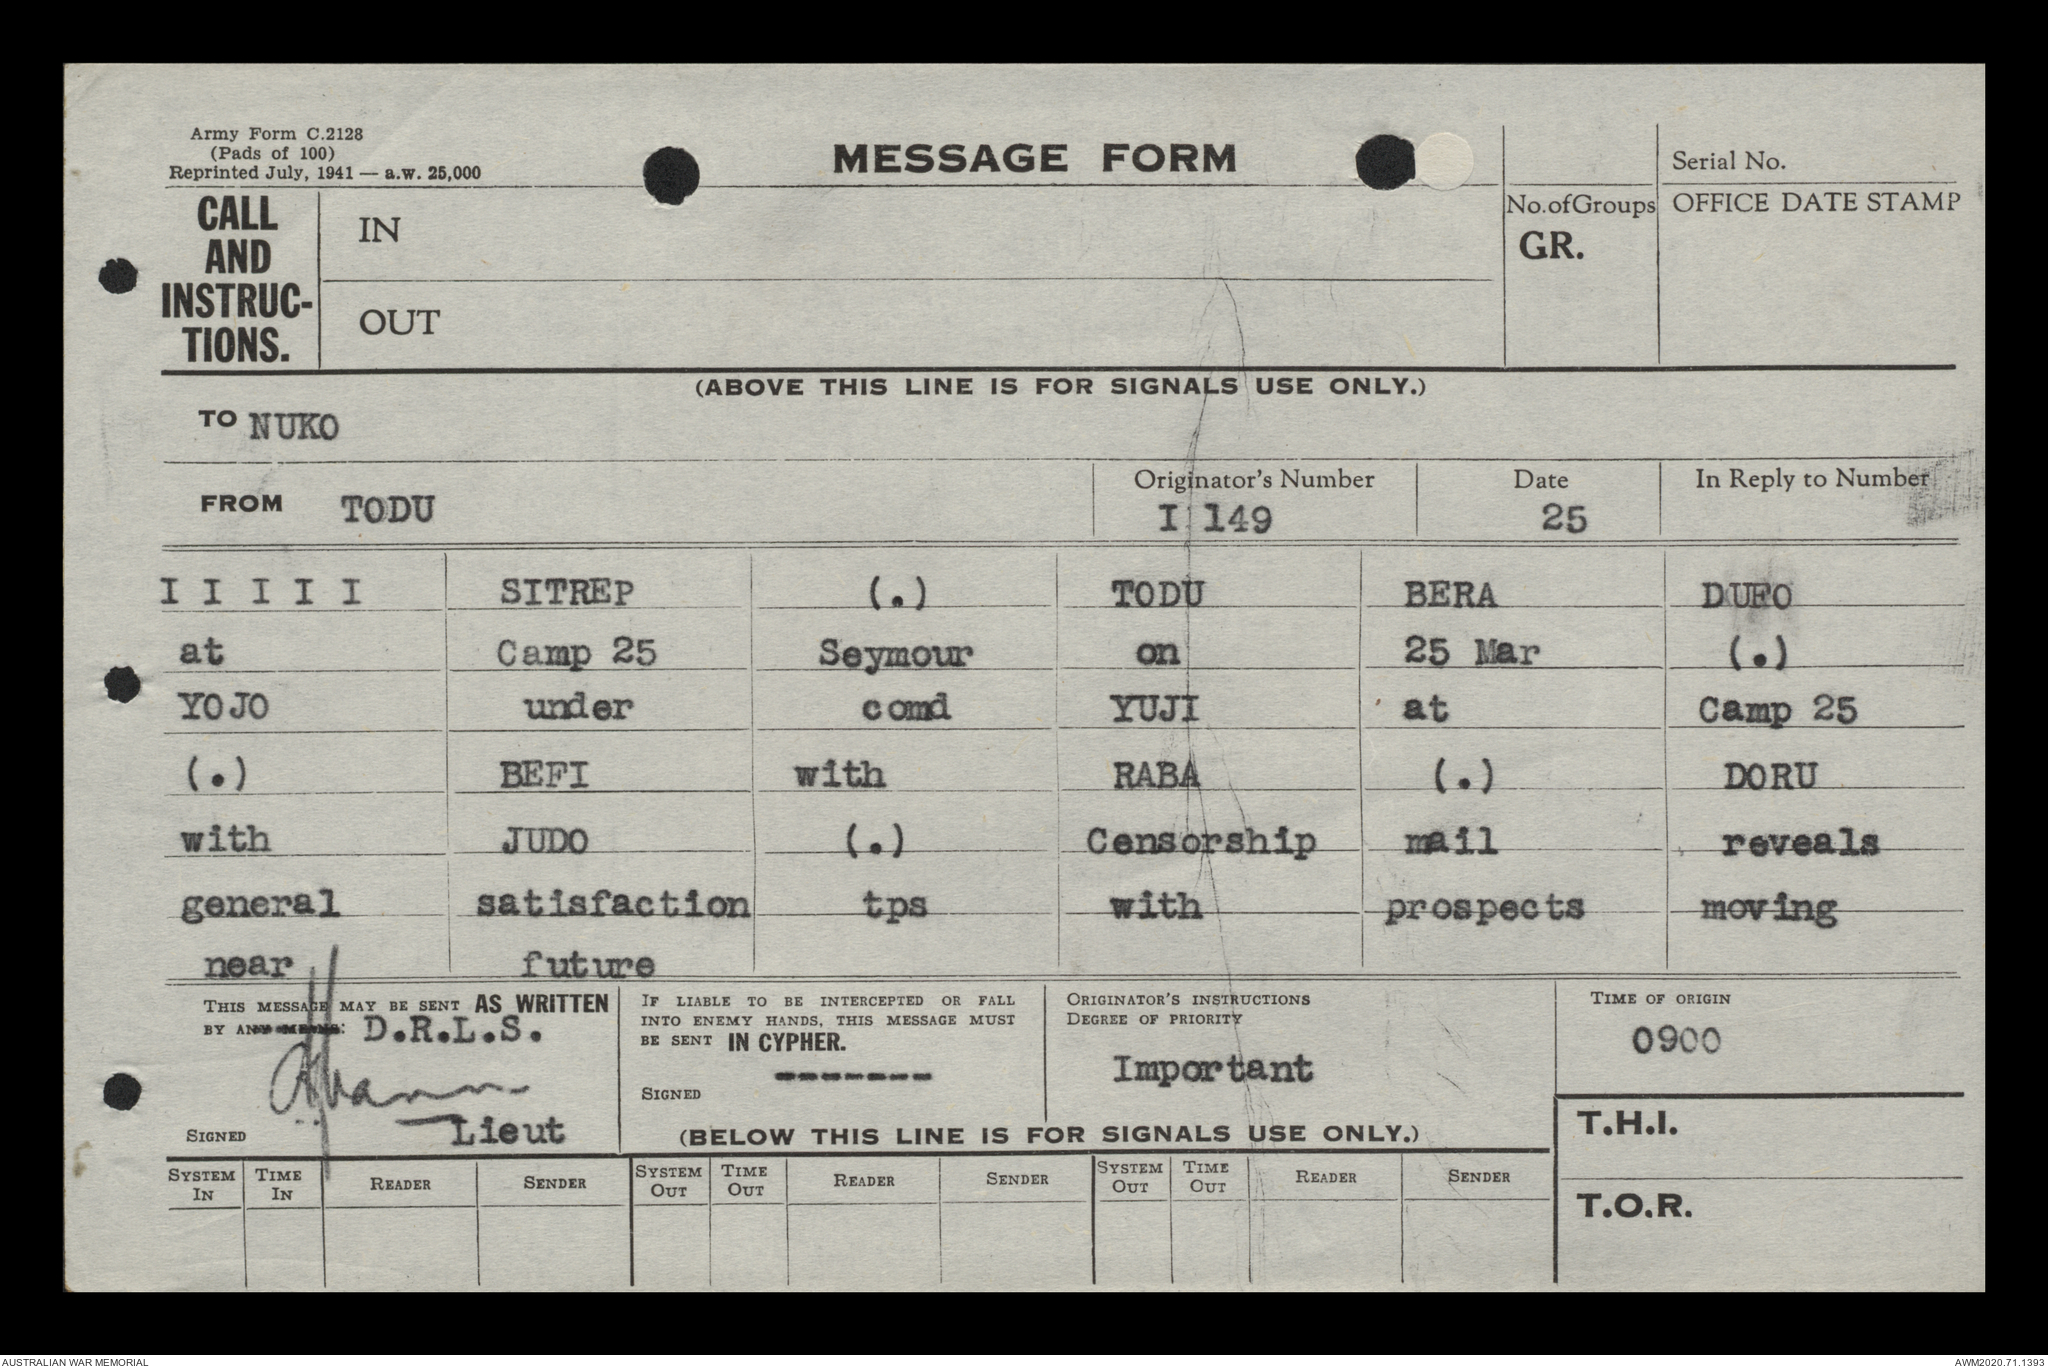 Army Form C.2128
(Pads of 100)
Reprinted July, 1941 — a.w. 25,000
MESSAGE FORM
Serial No.
CALL
AND
INSTRUC-
TIONS.
IN
OUT
No.ofGroups
GR.
OFFICE DATE STAMP
(ABOVE THIS LINE IS FOR SIGNALS USE ONLY.)
TO NUKO
FROM TODU
Originator's Number
I 149
Date
25
In Reply to Number
I I I I I SITREP (.) TODU BERA DUFO
at Camp 25 Seymour on 25 Mar (.)
YOJO under comd YUJI at Camp 25
(.) BEFI with RABA (.) DORU
with JUDO (.) Censorship mail reveals
general satisfaction tps with prospects moving
near future
THIS MESSAGE MAY BE SENT AS WRITTEN
BY ANY MEANS: D.R.L.S.
Lieut
SIGNED
IF LIABLE TO BE INTERCEPTED OR FALL
INTO ENEMY HANDS, THIS MESSAGE MUST
BE SENT IN CYPHER.
-------
SIGNED
ORIGINATOR'S INSTRUCTIONS
DEGREE OF PRIORITY
Important
TIME OF ORIGIN
0900
(BELOW THIS LINE IS FOR SIGNALS USE ONLY.)
T.H.I.
T.O.R.
SYSTEM IN TIME IN READER SENDER SYSTEM OUT TIME OUT READER SENDER SYSTEM OUT TIME OUT READER SENDER
AUSTRALIAN WAR MEMORIAL
AWM2020.71.1393